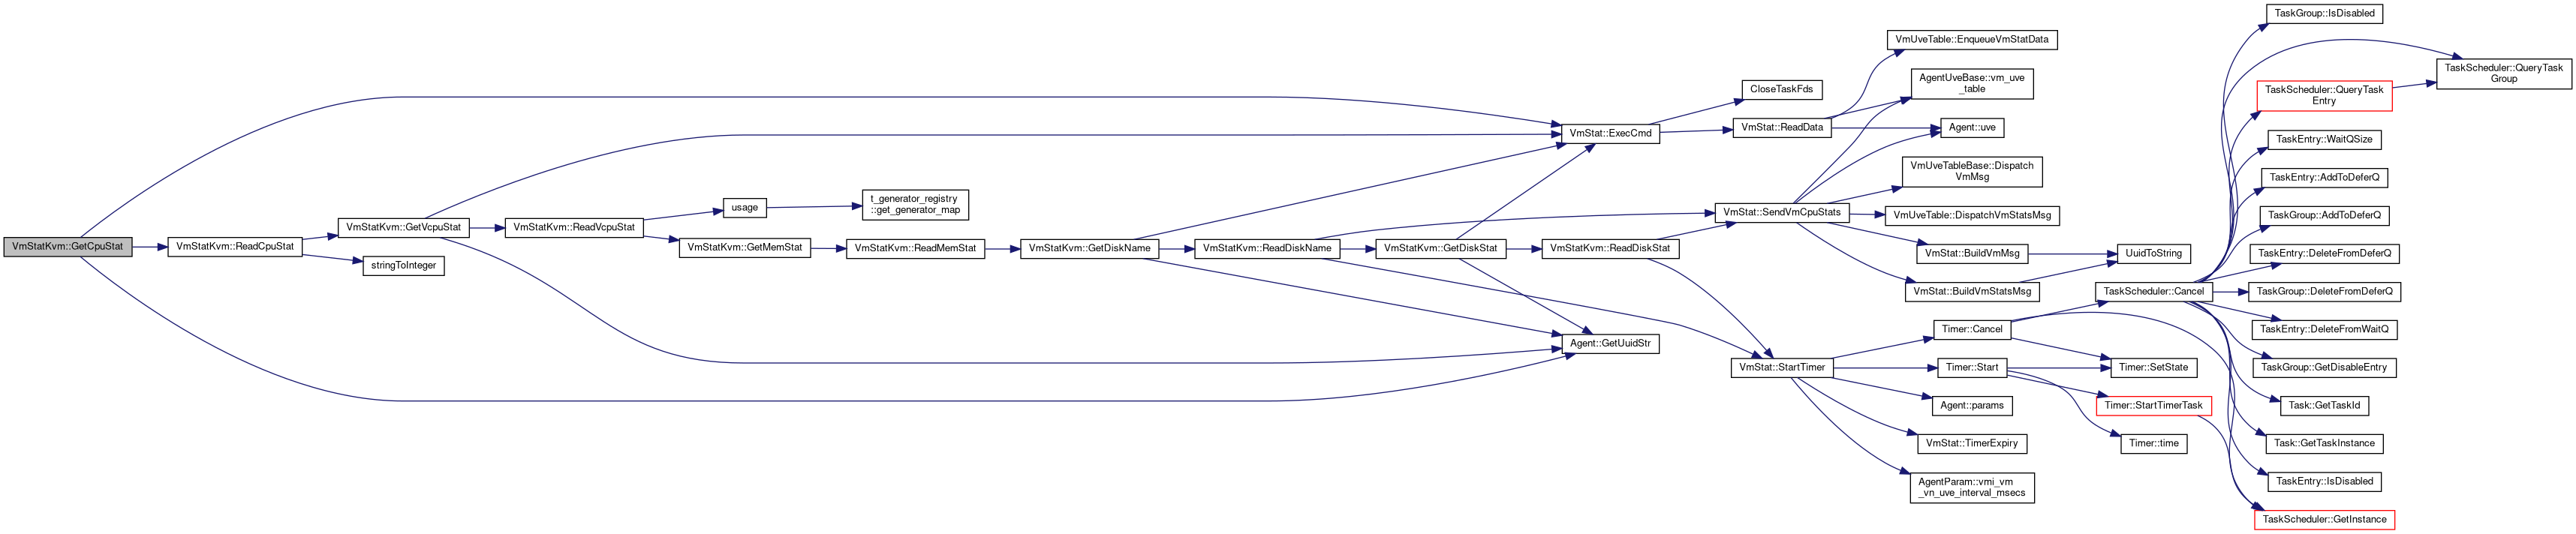 VmStatKvm::GetCpuStat
VmStatKvm::ReadCpuStat
VmStatKvm::GetVcpuStat
stringToInteger
VmStatKvm::ReadVcpuStat
usage
t_generator_registry
::get_generator_map
VmStatKvm::GetMemStat
VmStatKvm::ReadMemStat
VmStatKvm::GetDiskName
VmStatKvm::ReadDiskName
VmStatKvm::GetDiskStat
VmStatKvm::ReadDiskStat
VmStat::ExecCmd
Agent::GetUuidStr
CloseTaskFds
VmStat::ReadData
VmStat::SendVmCpuStats
VmStat::StartTimer
VmUveTable::EnqueueVmStatData
AgentUveBase::vm_uve
_table
Agent::uve
VmUveTableBase::Dispatch
VmMsg
VmUveTable::DispatchVmStatsMsg
VmStat::BuildVmMsg
VmStat::BuildVmStatsMsg
UuidToString
Timer::Cancel
Timer::Start
Agent::params
VmStat::TimerExpiry
AgentParam::vmi_vm
_vn_uve_interval_msecs
TaskScheduler::Cancel
Timer::SetState
Timer::StartTimerTask
Timer::time
TaskGroup::IsDisabled
TaskScheduler::QueryTask
Group
TaskScheduler::QueryTask
Entry
TaskEntry::WaitQSize
TaskEntry::AddToDeferQ
TaskGroup::AddToDeferQ
TaskEntry::DeleteFromDeferQ
TaskGroup::DeleteFromDeferQ
TaskEntry::DeleteFromWaitQ
TaskGroup::GetDisableEntry
Task::GetTaskId
Task::GetTaskInstance
TaskEntry::IsDisabled
TaskScheduler::GetInstance